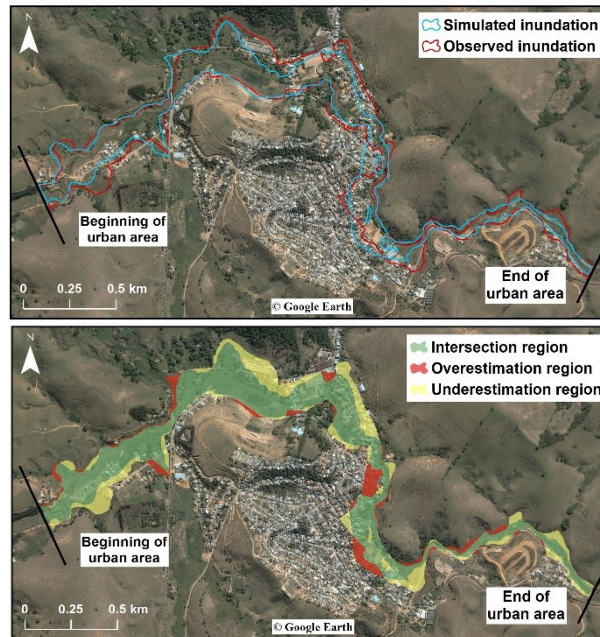 N
Simulated inundation
Observed inundation
Beginning of
urban area
End of
urban area
0 0.25 0.5 km
© Google Earth
N
Intersection region
Overestimation region
Underestimation region
Beginning of
urban area
End of
urban area
0 0.25 0.5 km
© Google Earth